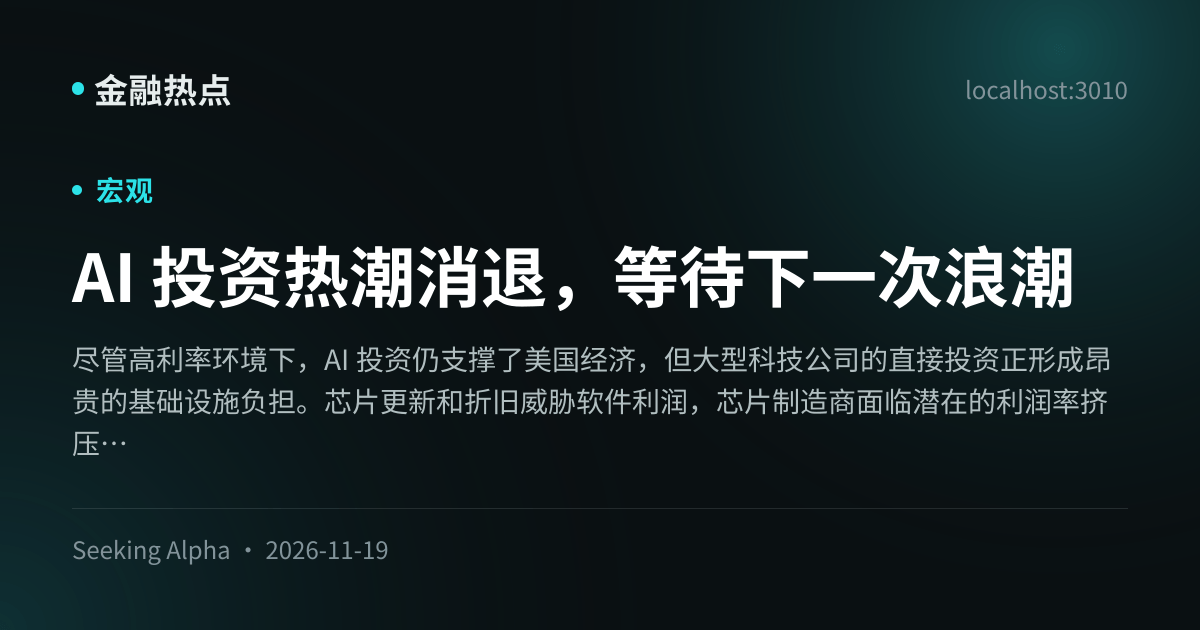 金融热点
localhost:3010
宏观
AI 投资热潮消退，等待下一次浪潮
尽管高利率环境下，AI 投资仍支撑了美国经济，但大型科技公司的直接投资正形成昂
贵的基础设施负担。芯片更新和折旧威胁软件利润，芯片制造商面临潜在的利润率挤
压…
Seeking Alpha · 2026-11-19